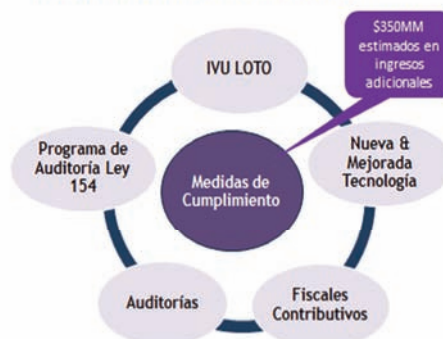 $350MM
estimados en
ingresos
adicionales
IVU LOTO
Programa de
Auditoría Ley
154
Nueva &
Mejorada
Tecnología
Medidas de
Cumplimiento
Auditorías
Fiscales
Contributivos